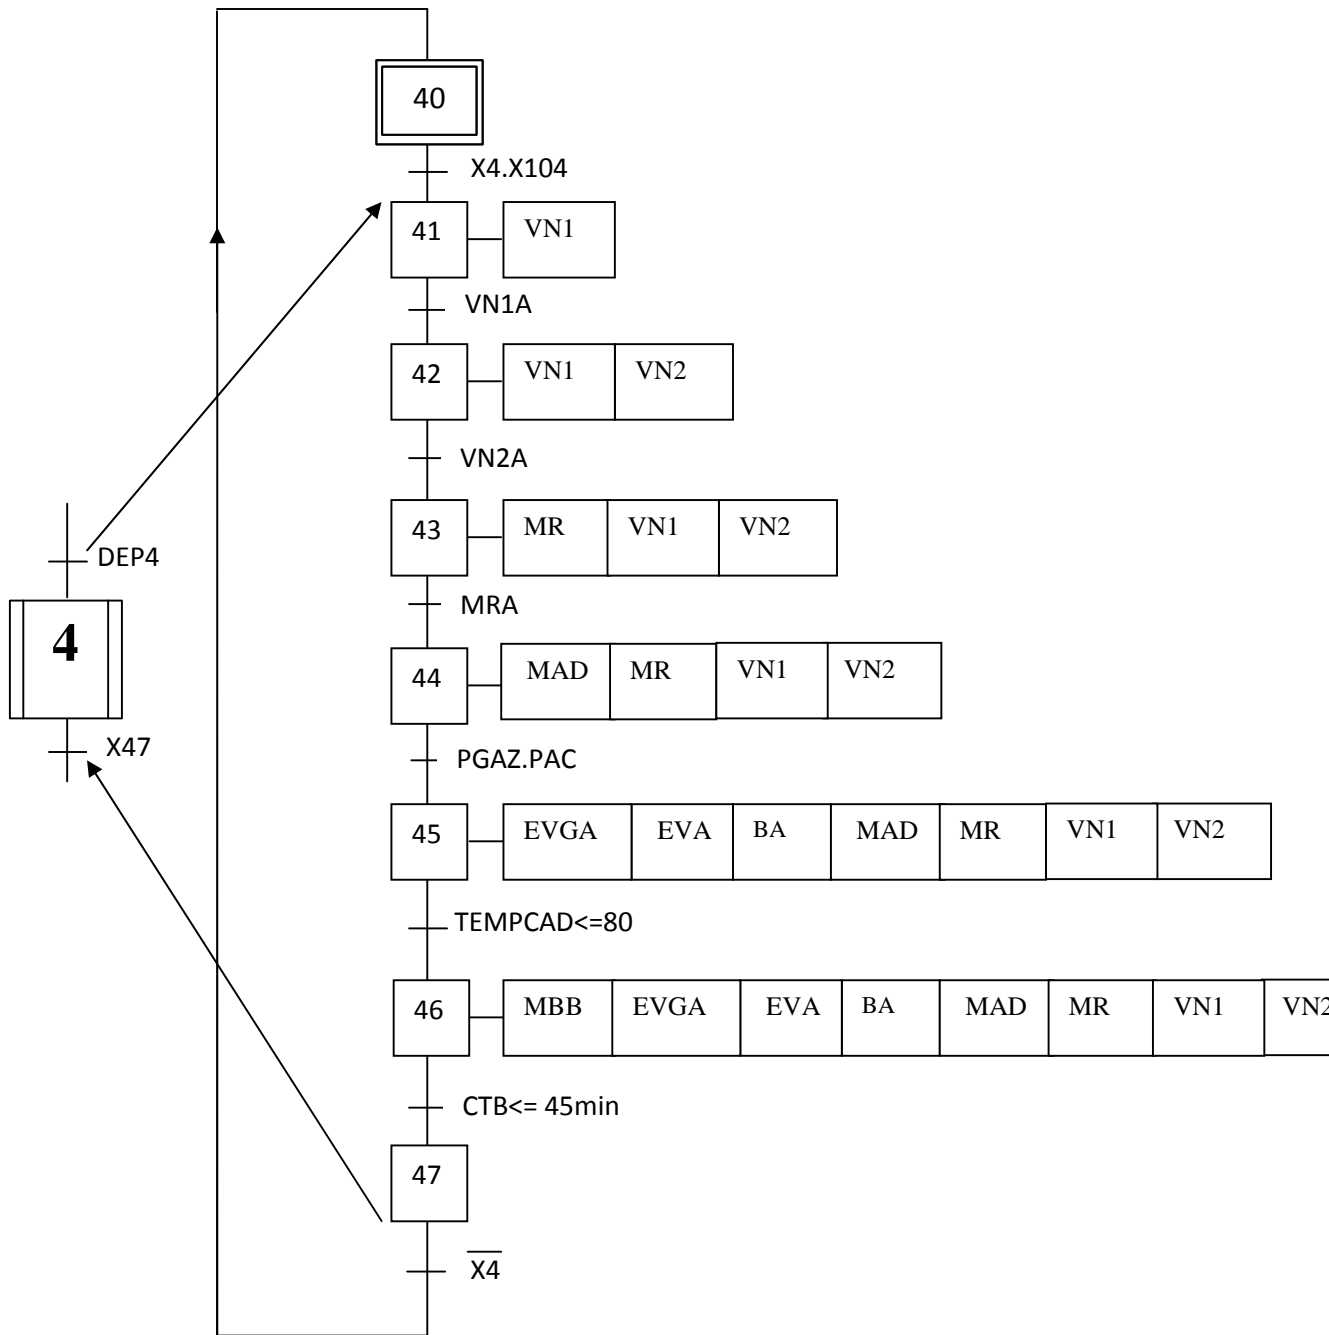 40
X4.X104
41 VN1
VN1A
42 VN1 VN2
VN2A
43 MR VN1 VN2
DEP4
MRA
4
44 MAD MR VN1 VN2
X47
PGAZ.PAC
45 EVGA EVA BA MAD MR VN1 VN2
TEMPCAD<=80
46 MBB EVGA EVA BA MAD MR VN1 VN2
CTB<= 45min
47
X̅4̅